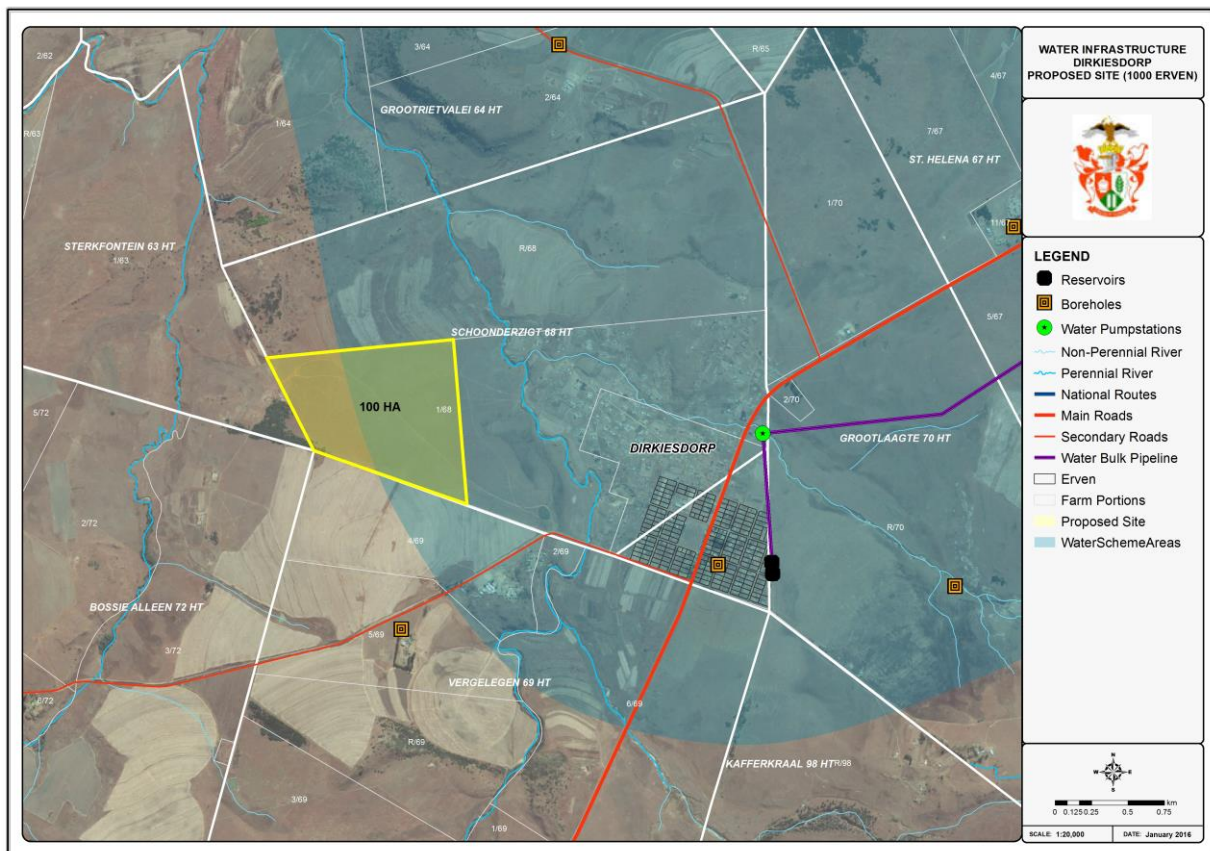 WATER INFRASTRUCTURE
DIRKIESDORP
PROPOSED SITE (1000 ERVEN)
LEGEND
Reservoirs
Boreholes
Water Pumpstations
Non-Perennial River
Perennial River
National Routes
Main Roads
Secondary Roads
Water Bulk Pipeline
Erven
Farm Portions
Proposed Site
WaterSchemeAreas
N
W E
S
0 0.125 0.25 0.5 0.75
km
SCALE: 1:20,000
DATE: January 2016
2/62
3/64
R/65
4/67
2/64
GROOTRIETVALEI 64 HT
1/64
R/63
7/67
ST. HELENA 67 HT
1/70
11/67
STERKFONTEIN 63 HT
1/63
R/68
5/67
SCHOONDERZIGT 68 HT
100 HA
1/68
2/70
5/72
DIRKIESDORP
GROOTLAAGTE 70 HT
2/72
4/69
2/69
R/70
BOSSIE ALLEEN 72 HT
5/69
3/72
VERGELEGEN 69 HT
6/72
6/69
R/69
KAFFERKRAAL 98 HT
R/98
3/69
1/69